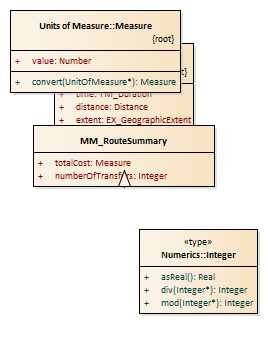 Units of Measure::Measure
{root}
+ value: Number
+ convert(UnitOfMeasure*): Measure
t}
+ time: TM_Duration
+ distance: Distance
+ extent: EX_GeographicExtent
MM_RouteSummary
+ totalCost: Measure
+ numberOfTransfers: Integer
«type»
Numerics::Integer
+ asReal(): Real
+ div(Integer*): Integer
+ mod(Integer*): Integer